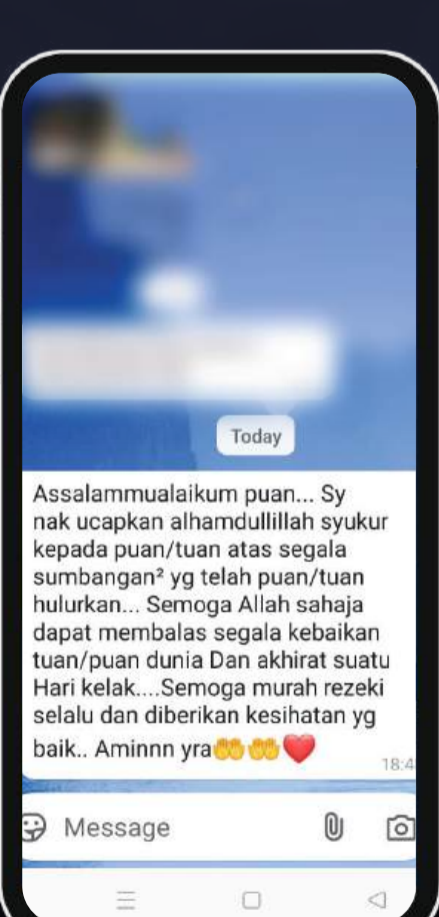 Today
Assalammualaikum puan... Sy
nak ucapkan alhamdullillah syukur
kepada puan/tuan atas segala
sumbangan² yg telah puan/tuan
hulurkan... Semoga Allah sahaja
dapat membalas segala kebaikan
tuan/puan dunia Dan akhirat suatu
Hari kelak....Semoga murah rezeki
selalu dan diberikan kesihatan yg
baik.. Aminnn yra🤲🤲❤️
Message